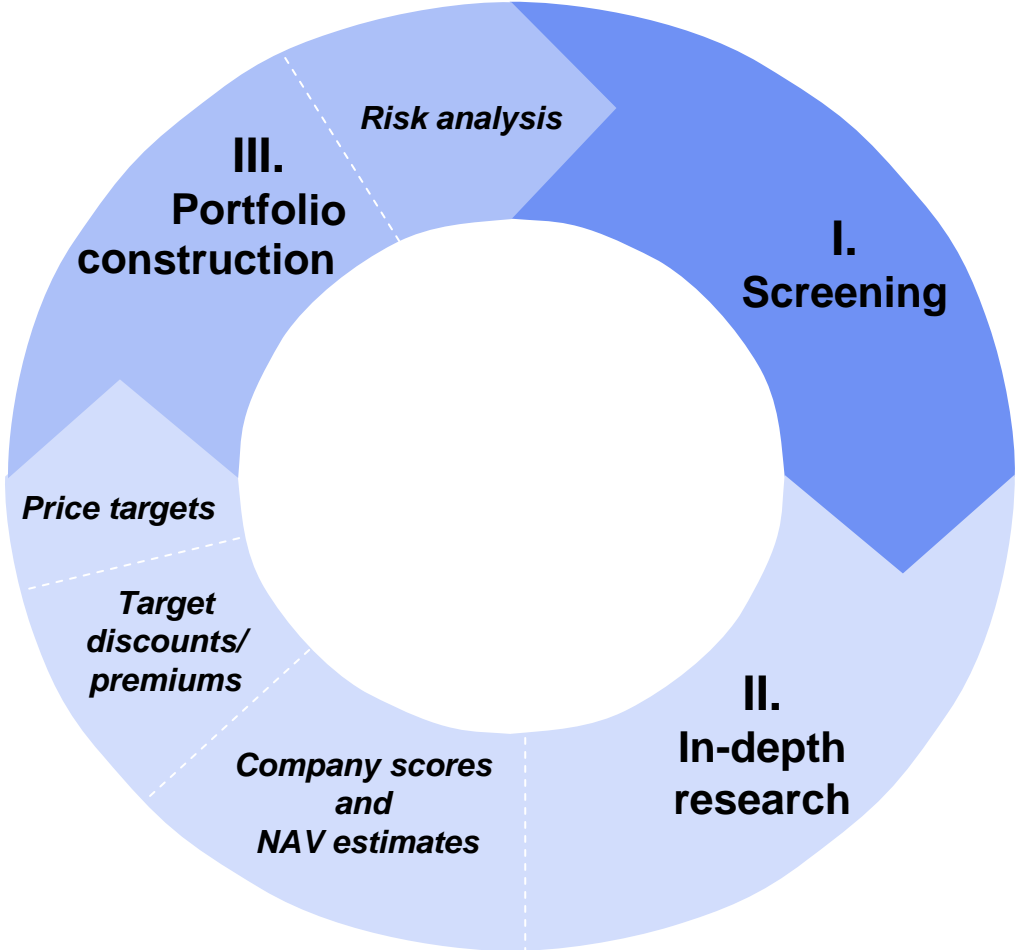 I.
Screening
II.
In-depth
research
Company scores
and
NAV estimates
Target
discounts/
premiums
Price targets
III.
Portfolio
construction
Risk analysis